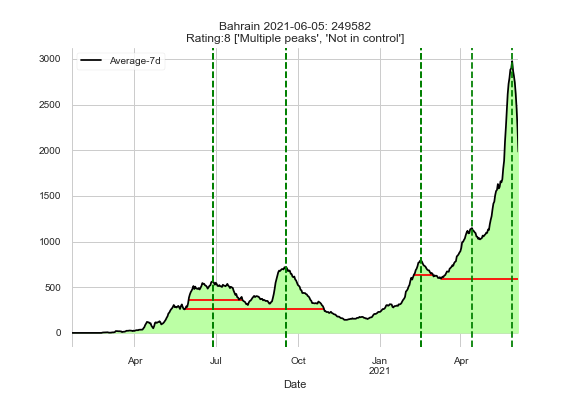 Bahrain 2021-06-05: 249582
Rating:8 ['Multiple peaks', 'Not in control']
Average-7d
3000
2500
2000
1500
1000
500
0
Apr
Jul
Oct
Jan
2021
Apr
Date